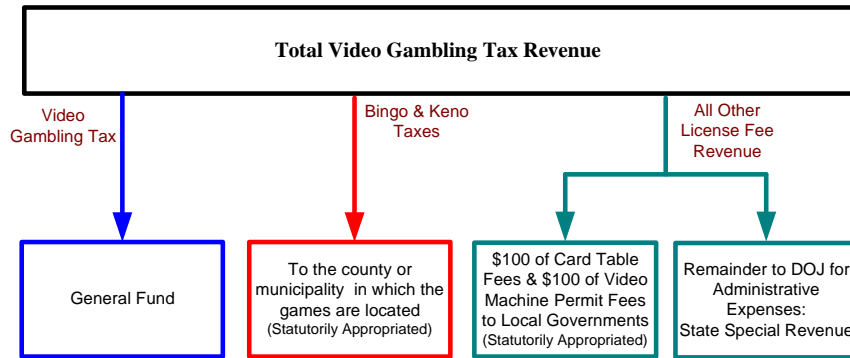 Total Video Gambling Tax Revenue
Video
Gambling Tax
Bingo & Keno
Taxes
All Other
License Fee
Revenue
General Fund
To the county or
municipality in which the
games are located
(Statutorily Appropriated)
$100 of Card Table
Fees & $100 of Video
Machine Permit Fees
to Local Governments
(Statutorily Appropriated)
Remainder to DOJ for
Administrative
Expenses:
State Special Revenue